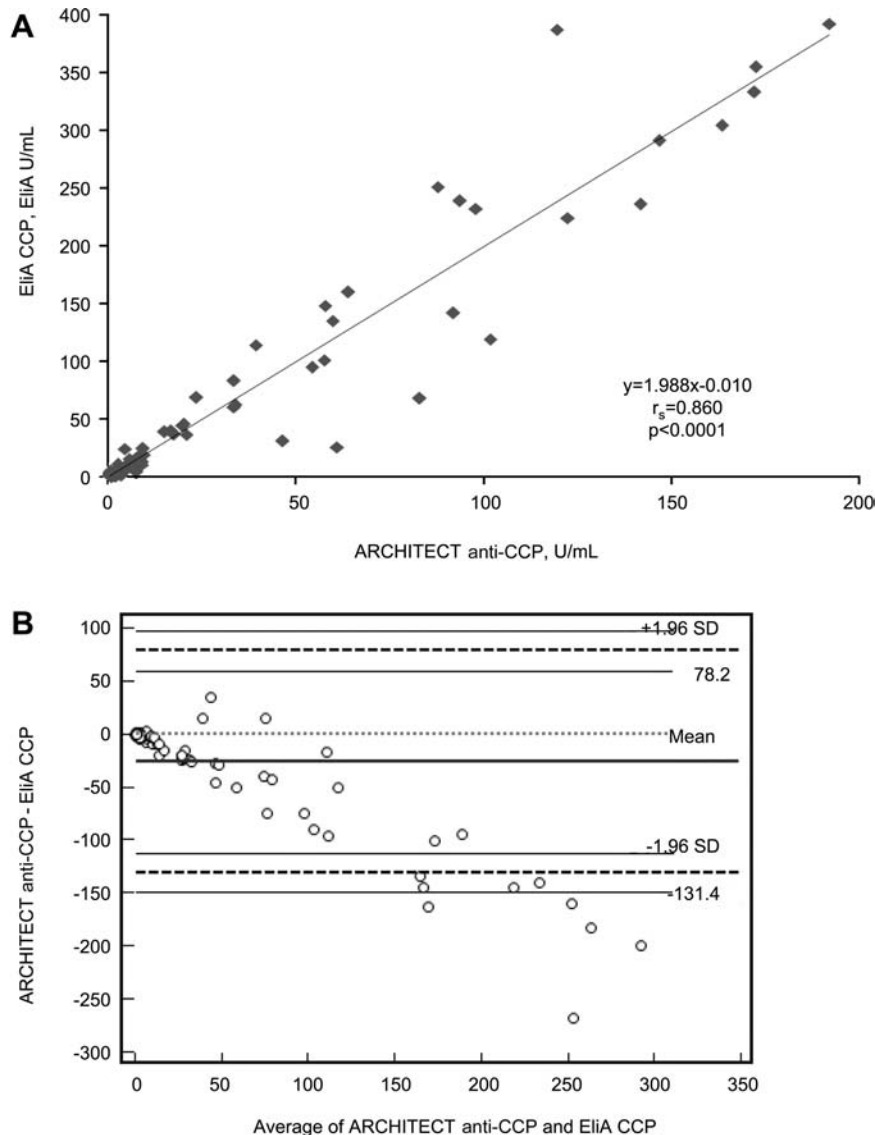 A
400
350
300
250
200
150
100
50
0
EliA CCP, EliA U/mL
y=1.988x-0.010
rs=0.860
p<0.0001
0 50 100 150 200
ARCHITECT anti-CCP, U/mL
B
100
50
0
-50
-100
-150
-200
-250
-300
ARCHITECT anti-CCP - EliA CCP
+1.96 SD
78.2
Mean
-1.96 SD
-131.4
0 50 100 150 200 250 300 350
Average of ARCHITECT anti-CCP and EliA CCP